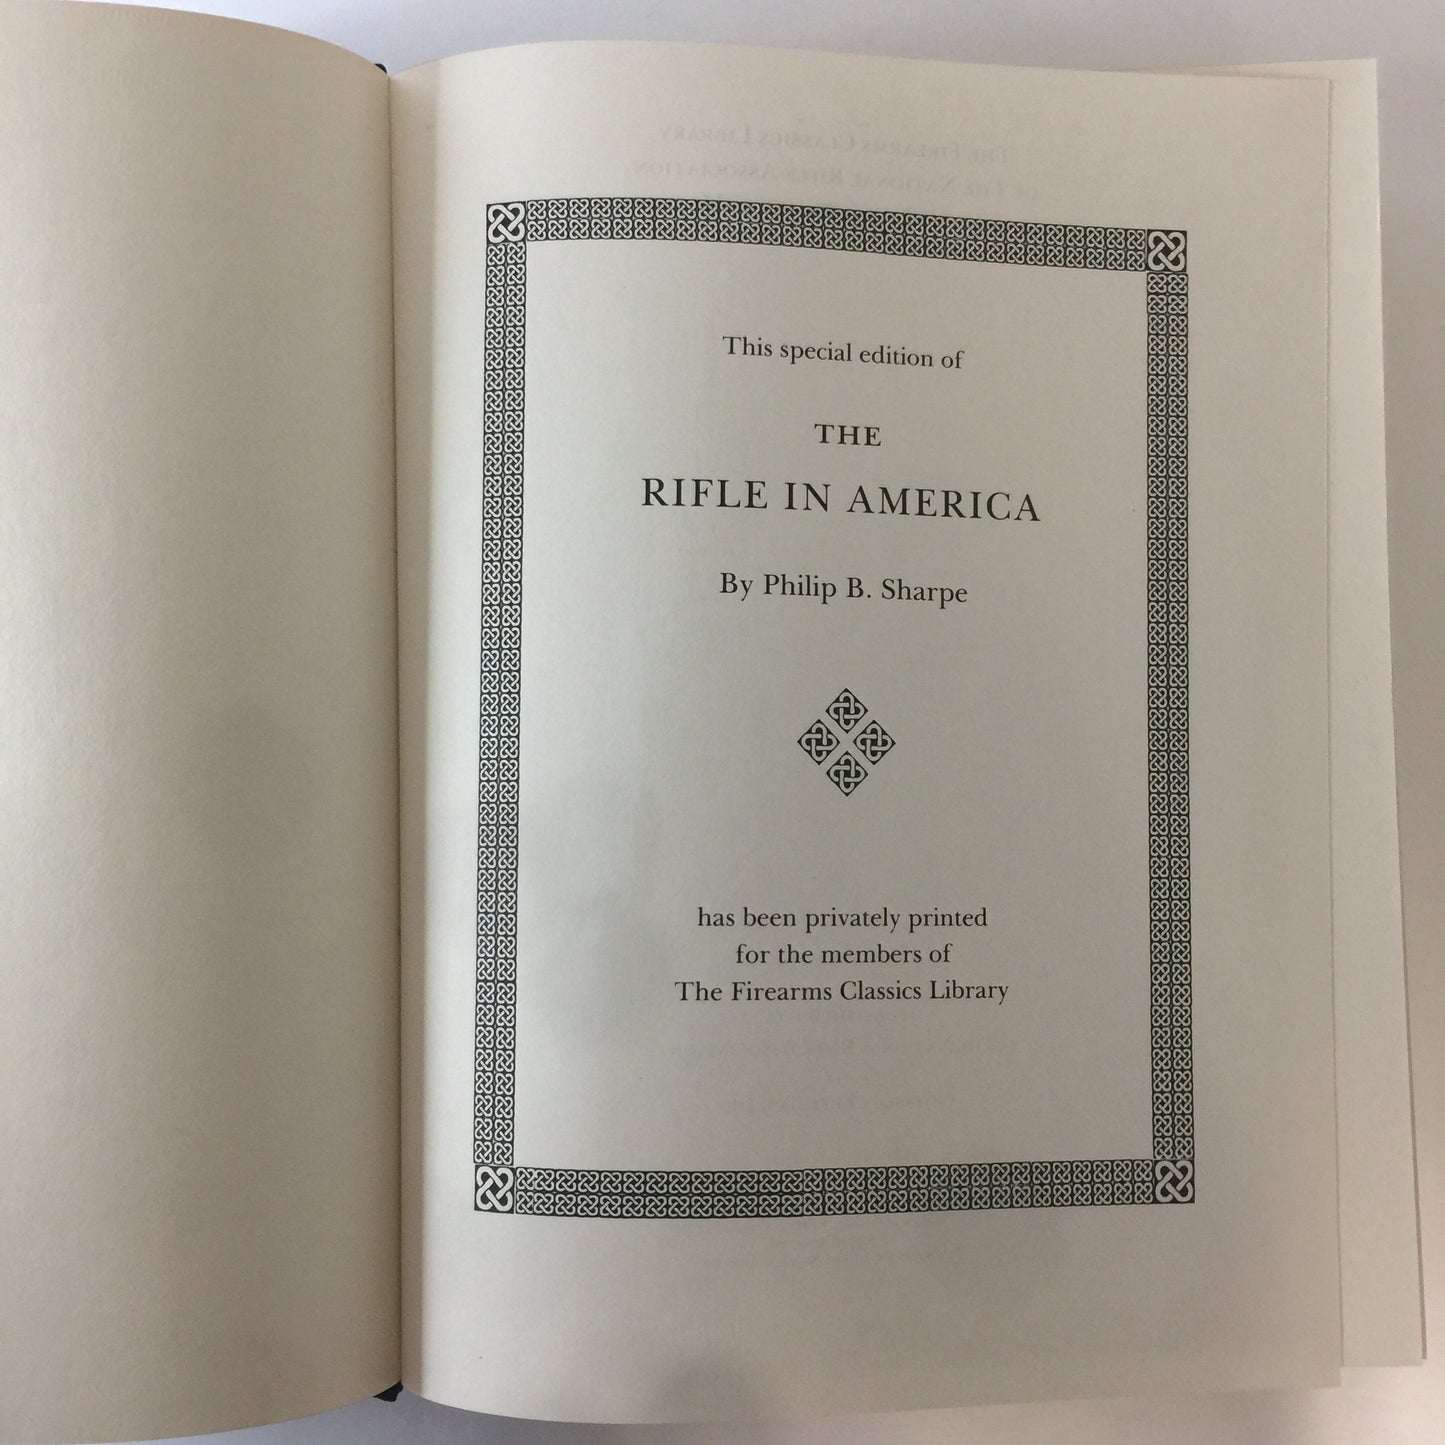 This special edition of
THE
RIFLE IN AMERICA
By Philip B. Sharpe
has been privately printed
for the members of
The Firearms Classics Library